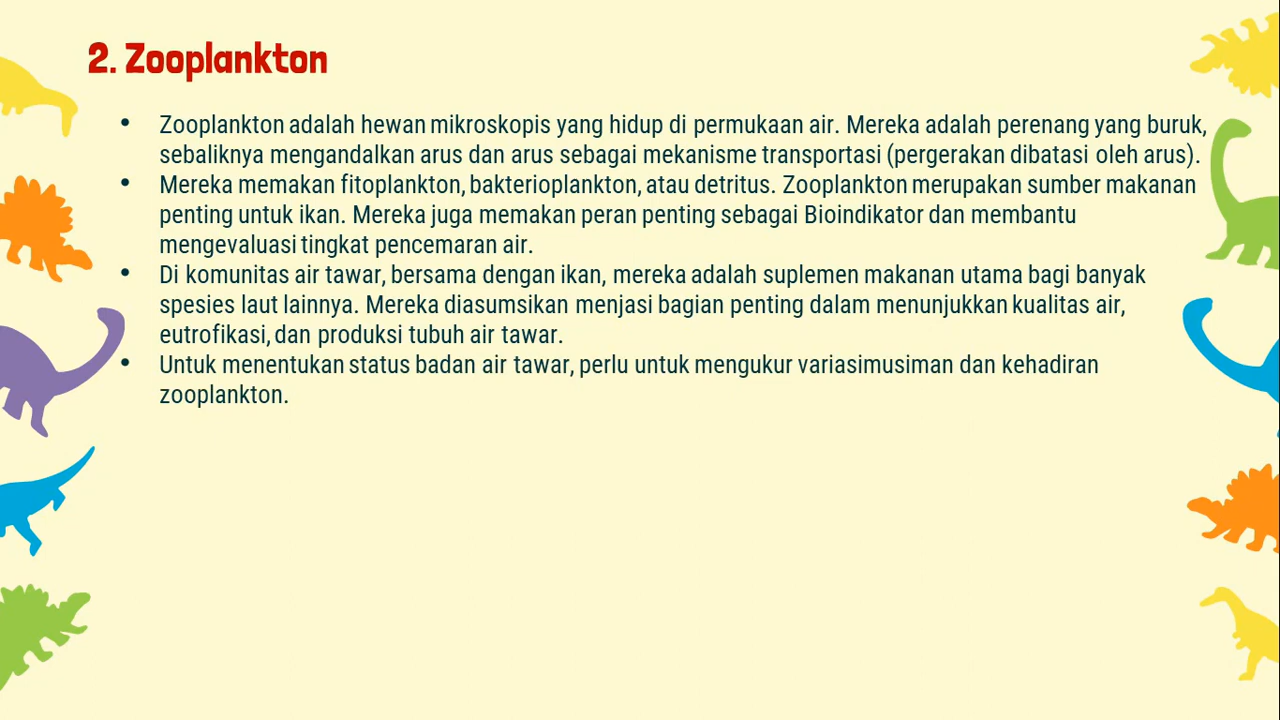 2. Zooplankton
• Zooplankton adalah hewan mikroskopis yang hidup di permukaan air. Mereka adalah perenang yang buruk,
sebaliknya mengandalkan arus dan arus sebagai mekanisme transportasi (pergerakan dibatasi oleh arus).
• Mereka memakan fitoplankton, bakterioplankton, atau detritus. Zooplankton merupakan sumber makanan
penting untuk ikan. Mereka juga memakan peran penting sebagai Bioindikator dan membantu
mengevaluasi tingkat pencemaran air.
• Di komunitas air tawar, bersama dengan ikan, mereka adalah suplemen makanan utama bagi banyak
spesies laut lainnya. Mereka diasumsikan menjasi bagian penting dalam menunjukkan kualitas air,
eutrofikasi, dan produksi tubuh air tawar.
• Untuk menentukan status badan air tawar, perlu untuk mengukur variasimusiman dan kehadiran
zooplankton.